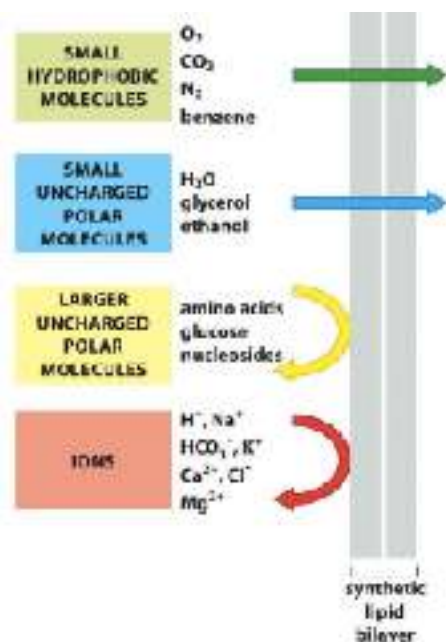 SMALL
HYDROPHOBIC
MOLECULES
O₂
CO₂
N₂
benzene
SMALL
UNCHARGED
POLAR
MOLECULES
H₂O
glycerol
ethanol
LARGER
UNCHARGED
POLAR
MOLECULES
amino acids
glucose
nucleosides
IONS
H⁺, Na⁺
HCO₃⁻, K⁺
Ca²⁺, Cl⁻
Mg²⁺
synthetic
lipid
bilayer